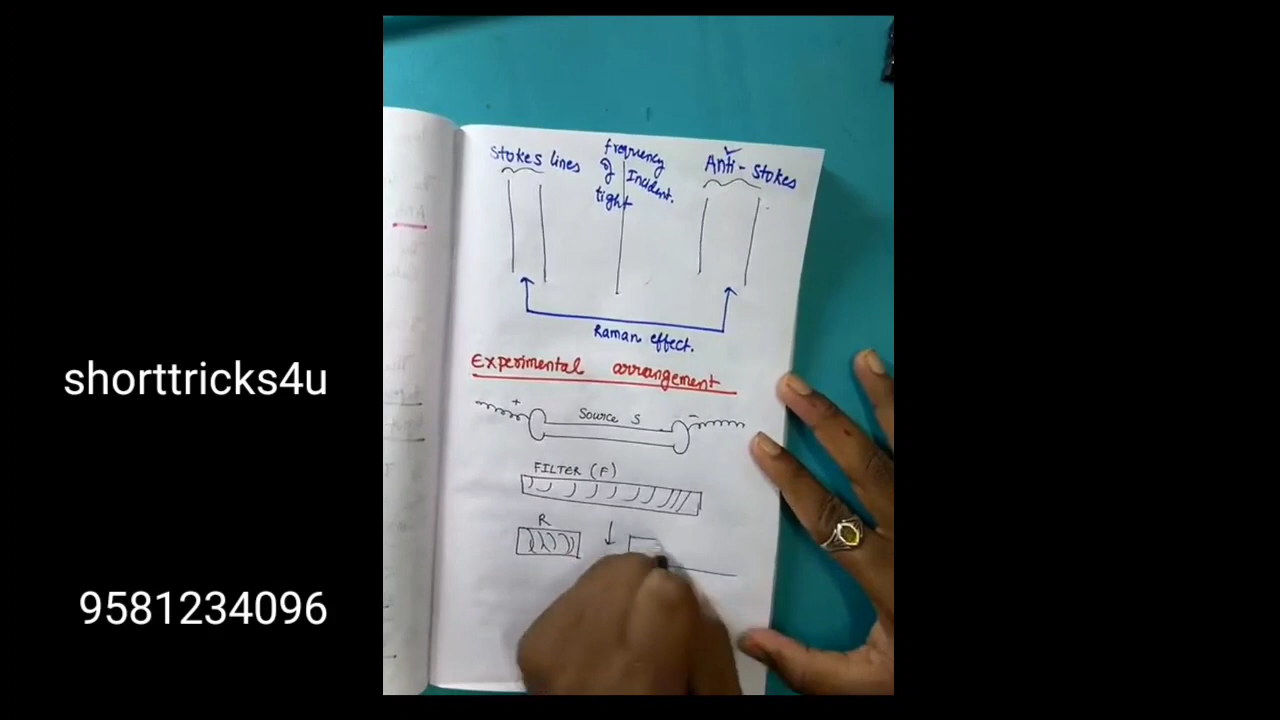 shorttricks4u
9581234096
Stokes lines
frequency
of Incident.
light
Anti-Stokes
Raman effect.
Experimental arrangement
+
Source S
-
FILTER (F)
R